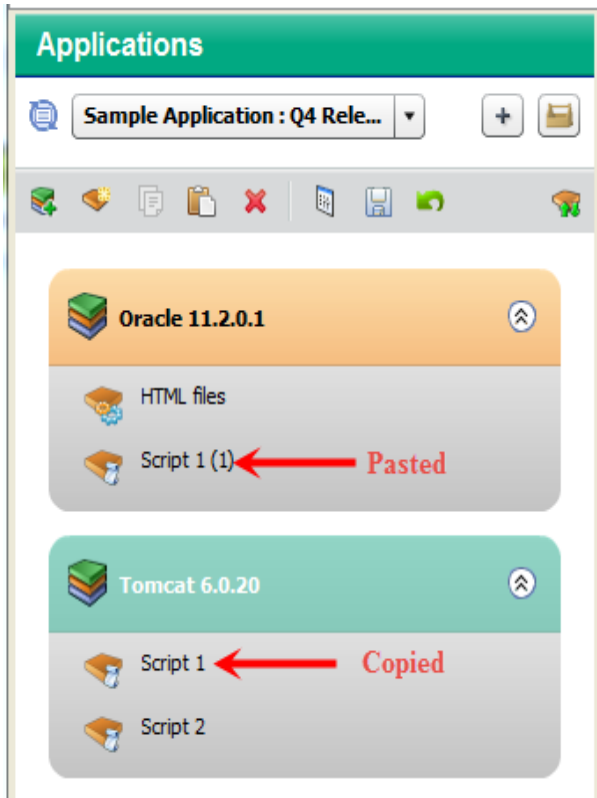 Applications
Sample Application : Q4 Rele...
Oracle 11.2.0.1
HTML files
Script 1 (1)
Pasted
Tomcat 6.0.20
Script 1
Copied
Script 2